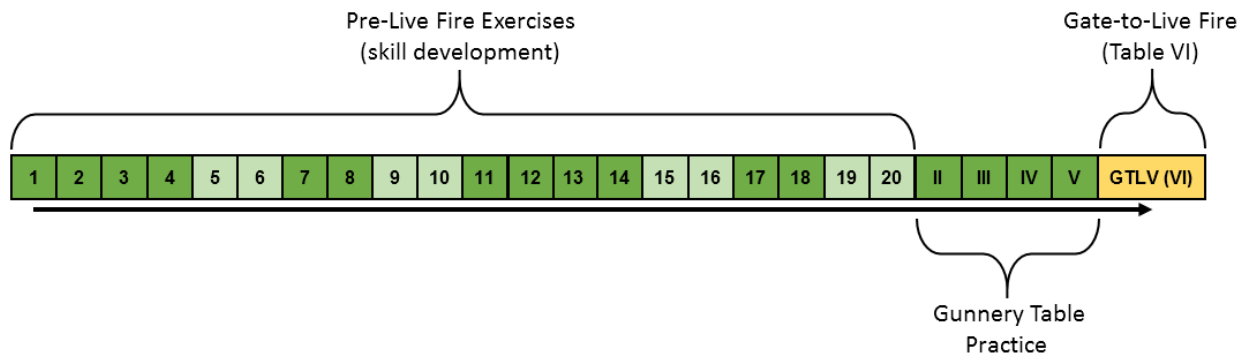 Pre-Live Fire Exercises
(skill development)
Gate-to-Live Fire
(Table VI)
1 2 3 4 5 6 7 8 9 10 11 12 13 14 15 16 17 18 19 20 II III IV V GTLV (VI)
Gunnery Table
Practice